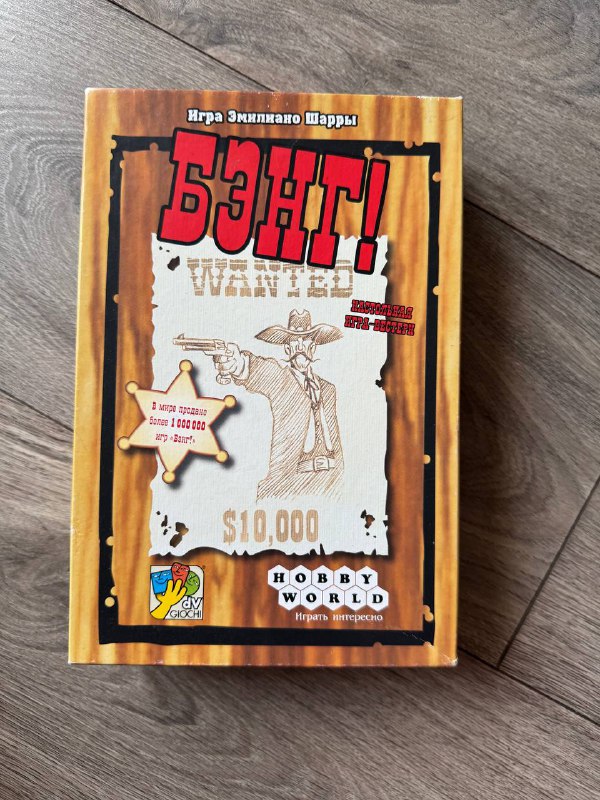 Игра Эмилиано Шарры
БЭНГ!
WANTED
НАСТОЛЬНАЯ
ИГРА-ВЕСТЕРН
В мире продано
более 1 000 000
игр «Бэнг!»
$10,000
dV
GIOCHI
HOBBY
WORLD
Играть интересно